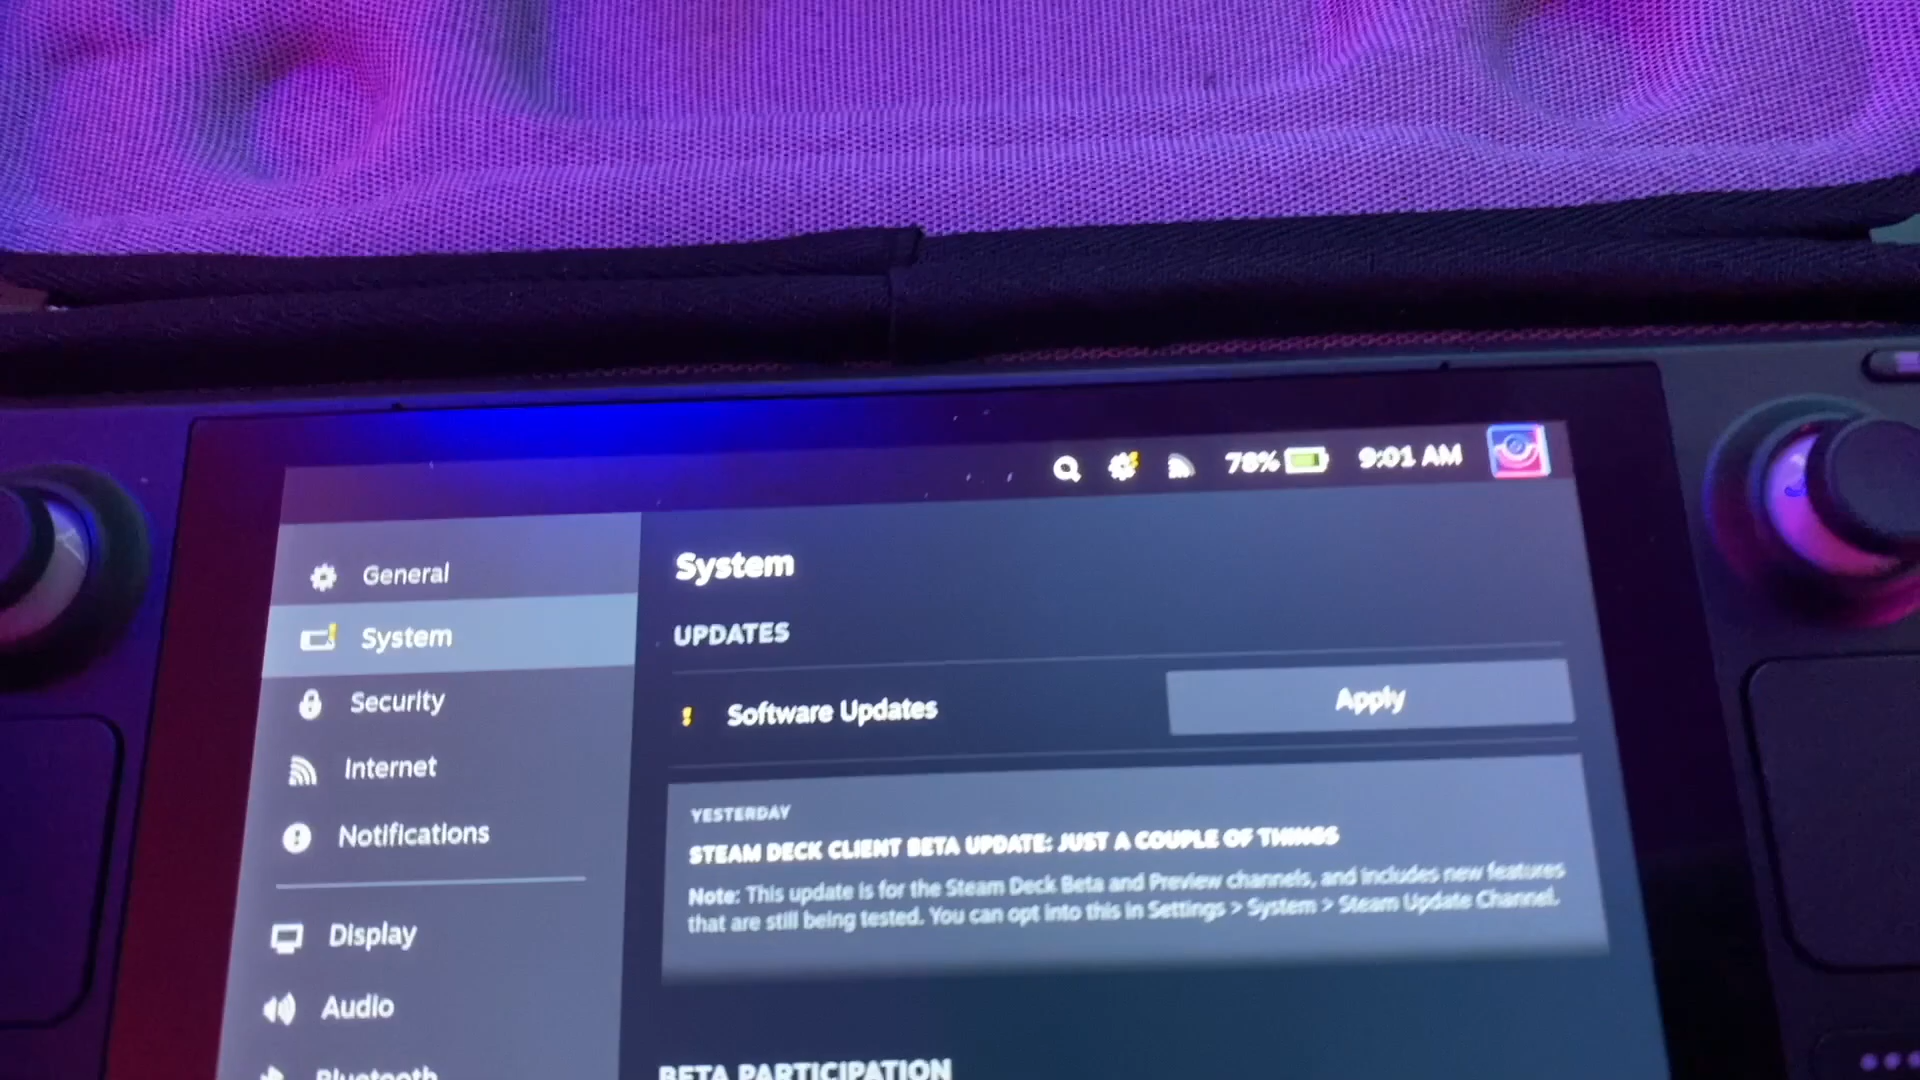 78%
9:01 AM
General
System
Security
Internet
Notifications
Display
Audio
Bluetooth
System
UPDATES
Software Updates
Apply
YESTERDAY
STEAM DECK CLIENT BETA UPDATE: JUST A COUPLE OF THINGS
Note: This update is for the Steam Deck Beta and Preview channels, and includes new features
that are still being tested. You can opt into this in Settings > System > Steam Update Channel.
BETA PARTICIPATION